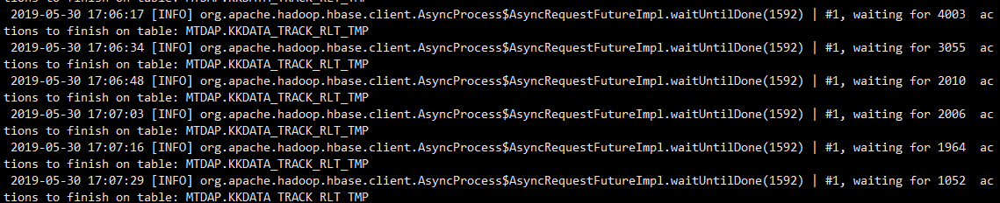 2019-05-30 17:06:17 [INFO] org.apache.hadoop.hbase.client.AsyncProcess$AsyncRequestFutureImpl.waitUntilDone(1592) | #1, waiting for 4003  ac
tions to finish on table: MTDAP.KKDATA_TRACK_RLT_TMP
2019-05-30 17:06:34 [INFO] org.apache.hadoop.hbase.client.AsyncProcess$AsyncRequestFutureImpl.waitUntilDone(1592) | #1, waiting for 3055  ac
tions to finish on table: MTDAP.KKDATA_TRACK_RLT_TMP
2019-05-30 17:06:48 [INFO] org.apache.hadoop.hbase.client.AsyncProcess$AsyncRequestFutureImpl.waitUntilDone(1592) | #1, waiting for 2010  ac
tions to finish on table: MTDAP.KKDATA_TRACK_RLT_TMP
2019-05-30 17:07:03 [INFO] org.apache.hadoop.hbase.client.AsyncProcess$AsyncRequestFutureImpl.waitUntilDone(1592) | #1, waiting for 2006  ac
tions to finish on table: MTDAP.KKDATA_TRACK_RLT_TMP
2019-05-30 17:07:16 [INFO] org.apache.hadoop.hbase.client.AsyncProcess$AsyncRequestFutureImpl.waitUntilDone(1592) | #1, waiting for 1964  ac
tions to finish on table: MTDAP.KKDATA_TRACK_RLT_TMP
2019-05-30 17:07:29 [INFO] org.apache.hadoop.hbase.client.AsyncProcess$AsyncRequestFutureImpl.waitUntilDone(1592) | #1, waiting for 1052  ac
tions to finish on table: MTDAP.KKDATA_TRACK_RLT_TMP